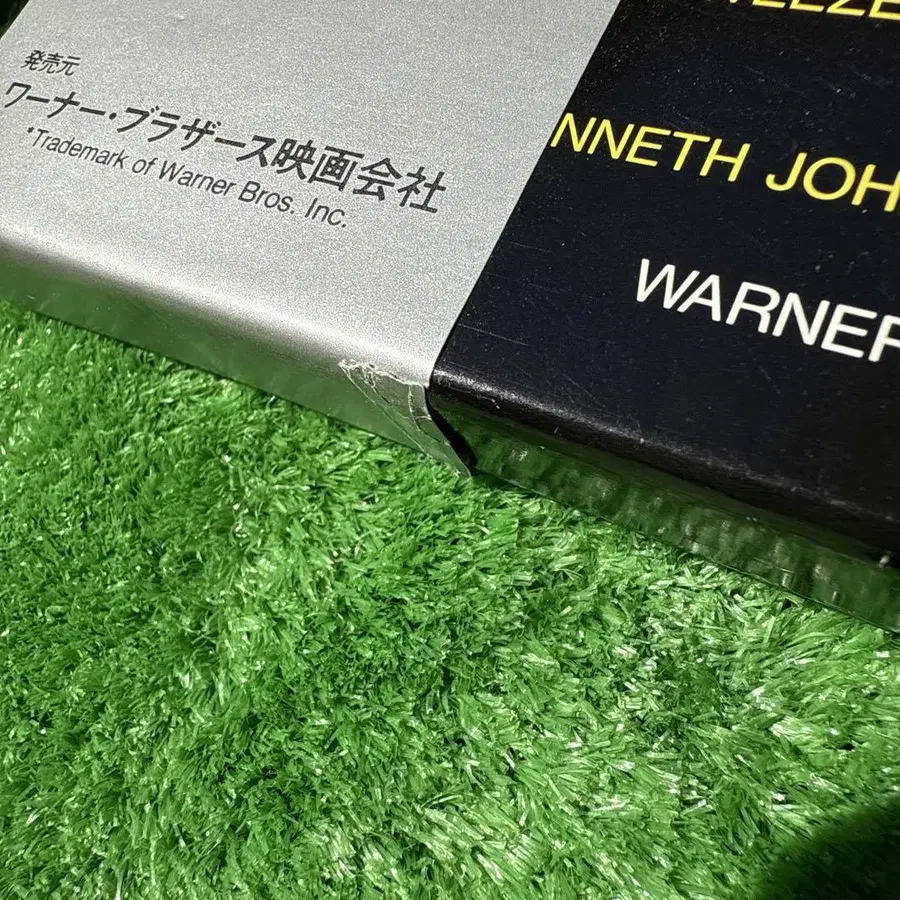 発売元
ワーナー・ブラザース映画会社
*Trademark of Warner Bros. Inc.
NNETH JOH
WARNER